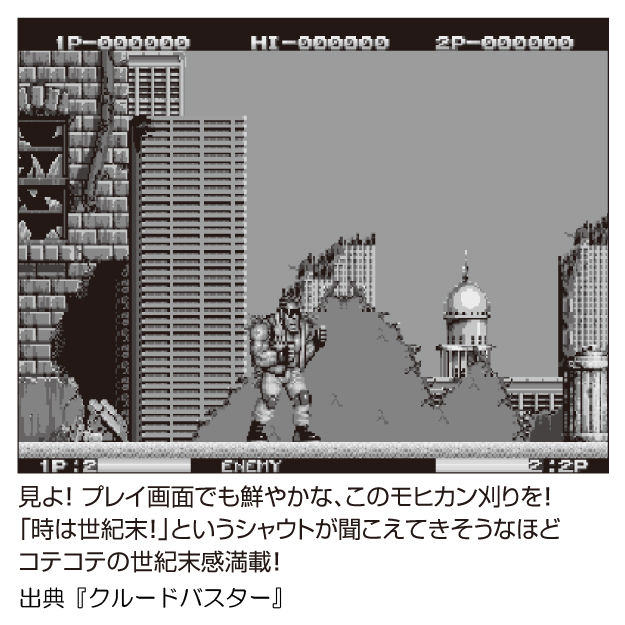 1P-000000 HI-000000 2P-000000
1P:2 ENEMY 2:2P
見よ! プレイ画面でも鮮やかな、このモヒカン刈りを!
「時は世紀末!」というシャウトが聞こえてきそうなほど
コテコテの世紀末感満載!
出典『クルードバスター』